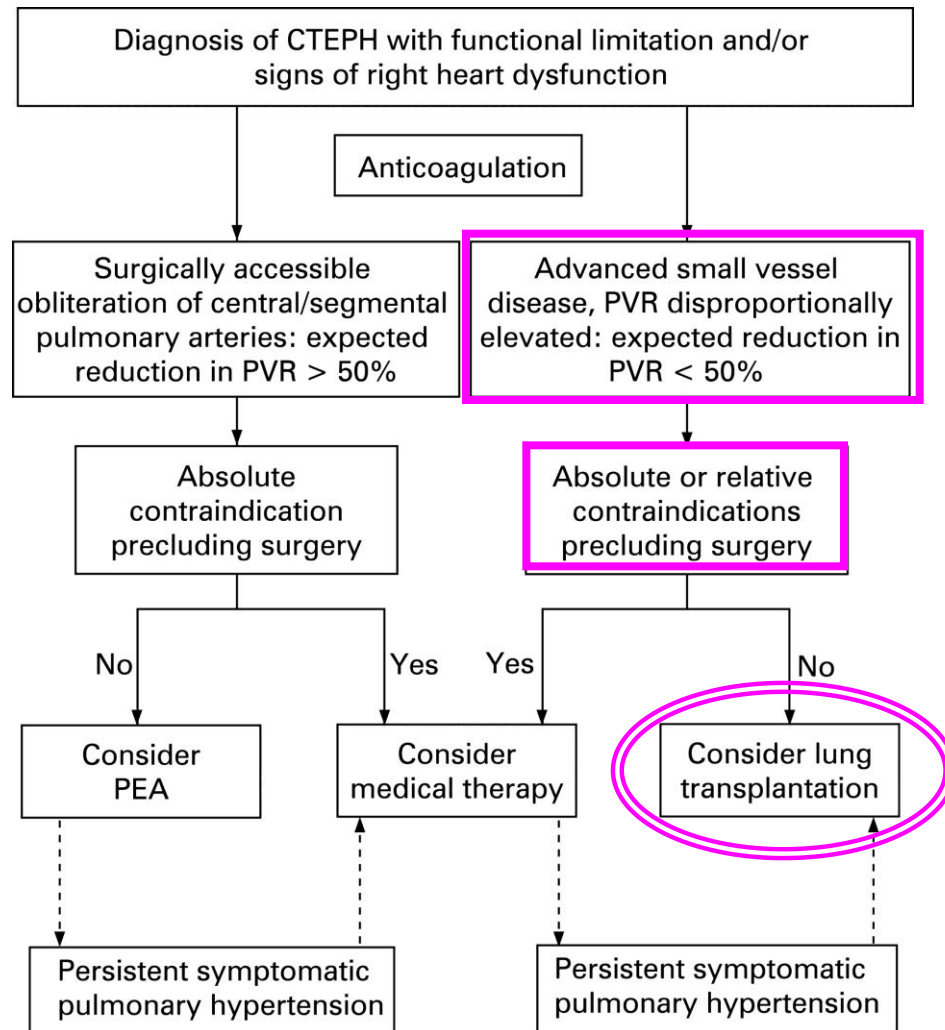 Diagnosis of CTEPH with functional limitation and/or
signs of right heart dysfunction
Anticoagulation
Surgically accessible
obliteration of central/segmental
pulmonary arteries: expected
reduction in PVR > 50%
Advanced small vessel
disease, PVR disproportionally
elevated: expected reduction in
PVR < 50%
Absolute
contraindication
precluding surgery
Absolute or relative
contraindications
precluding surgery
No
Yes
Yes
No
Consider
PEA
Consider
medical therapy
Consider lung
transplantation
Persistent symptomatic
pulmonary hypertension
Persistent symptomatic
pulmonary hypertension